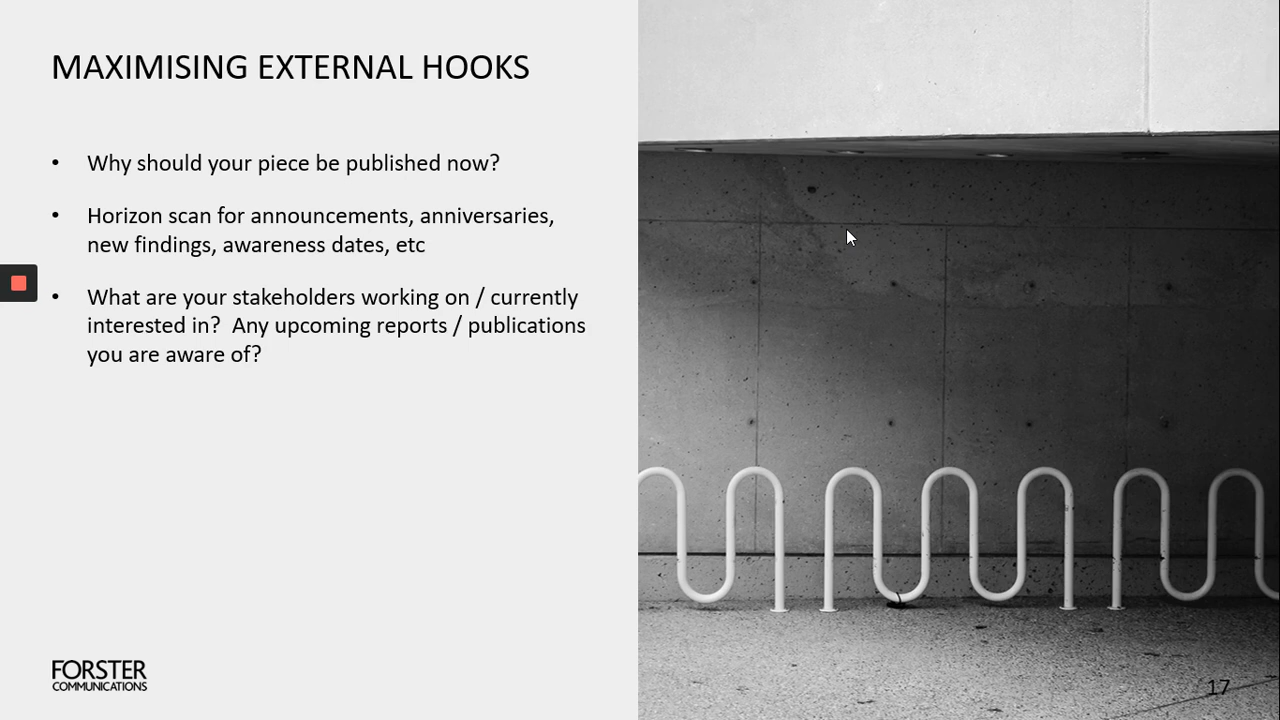 MAXIMISING EXTERNAL HOOKS
• Why should your piece be published now?
• Horizon scan for announcements, anniversaries,
new findings, awareness dates, etc
• What are your stakeholders working on / currently
interested in?  Any upcoming reports / publications
you are aware of?
FORSTER
COMMUNICATIONS
17